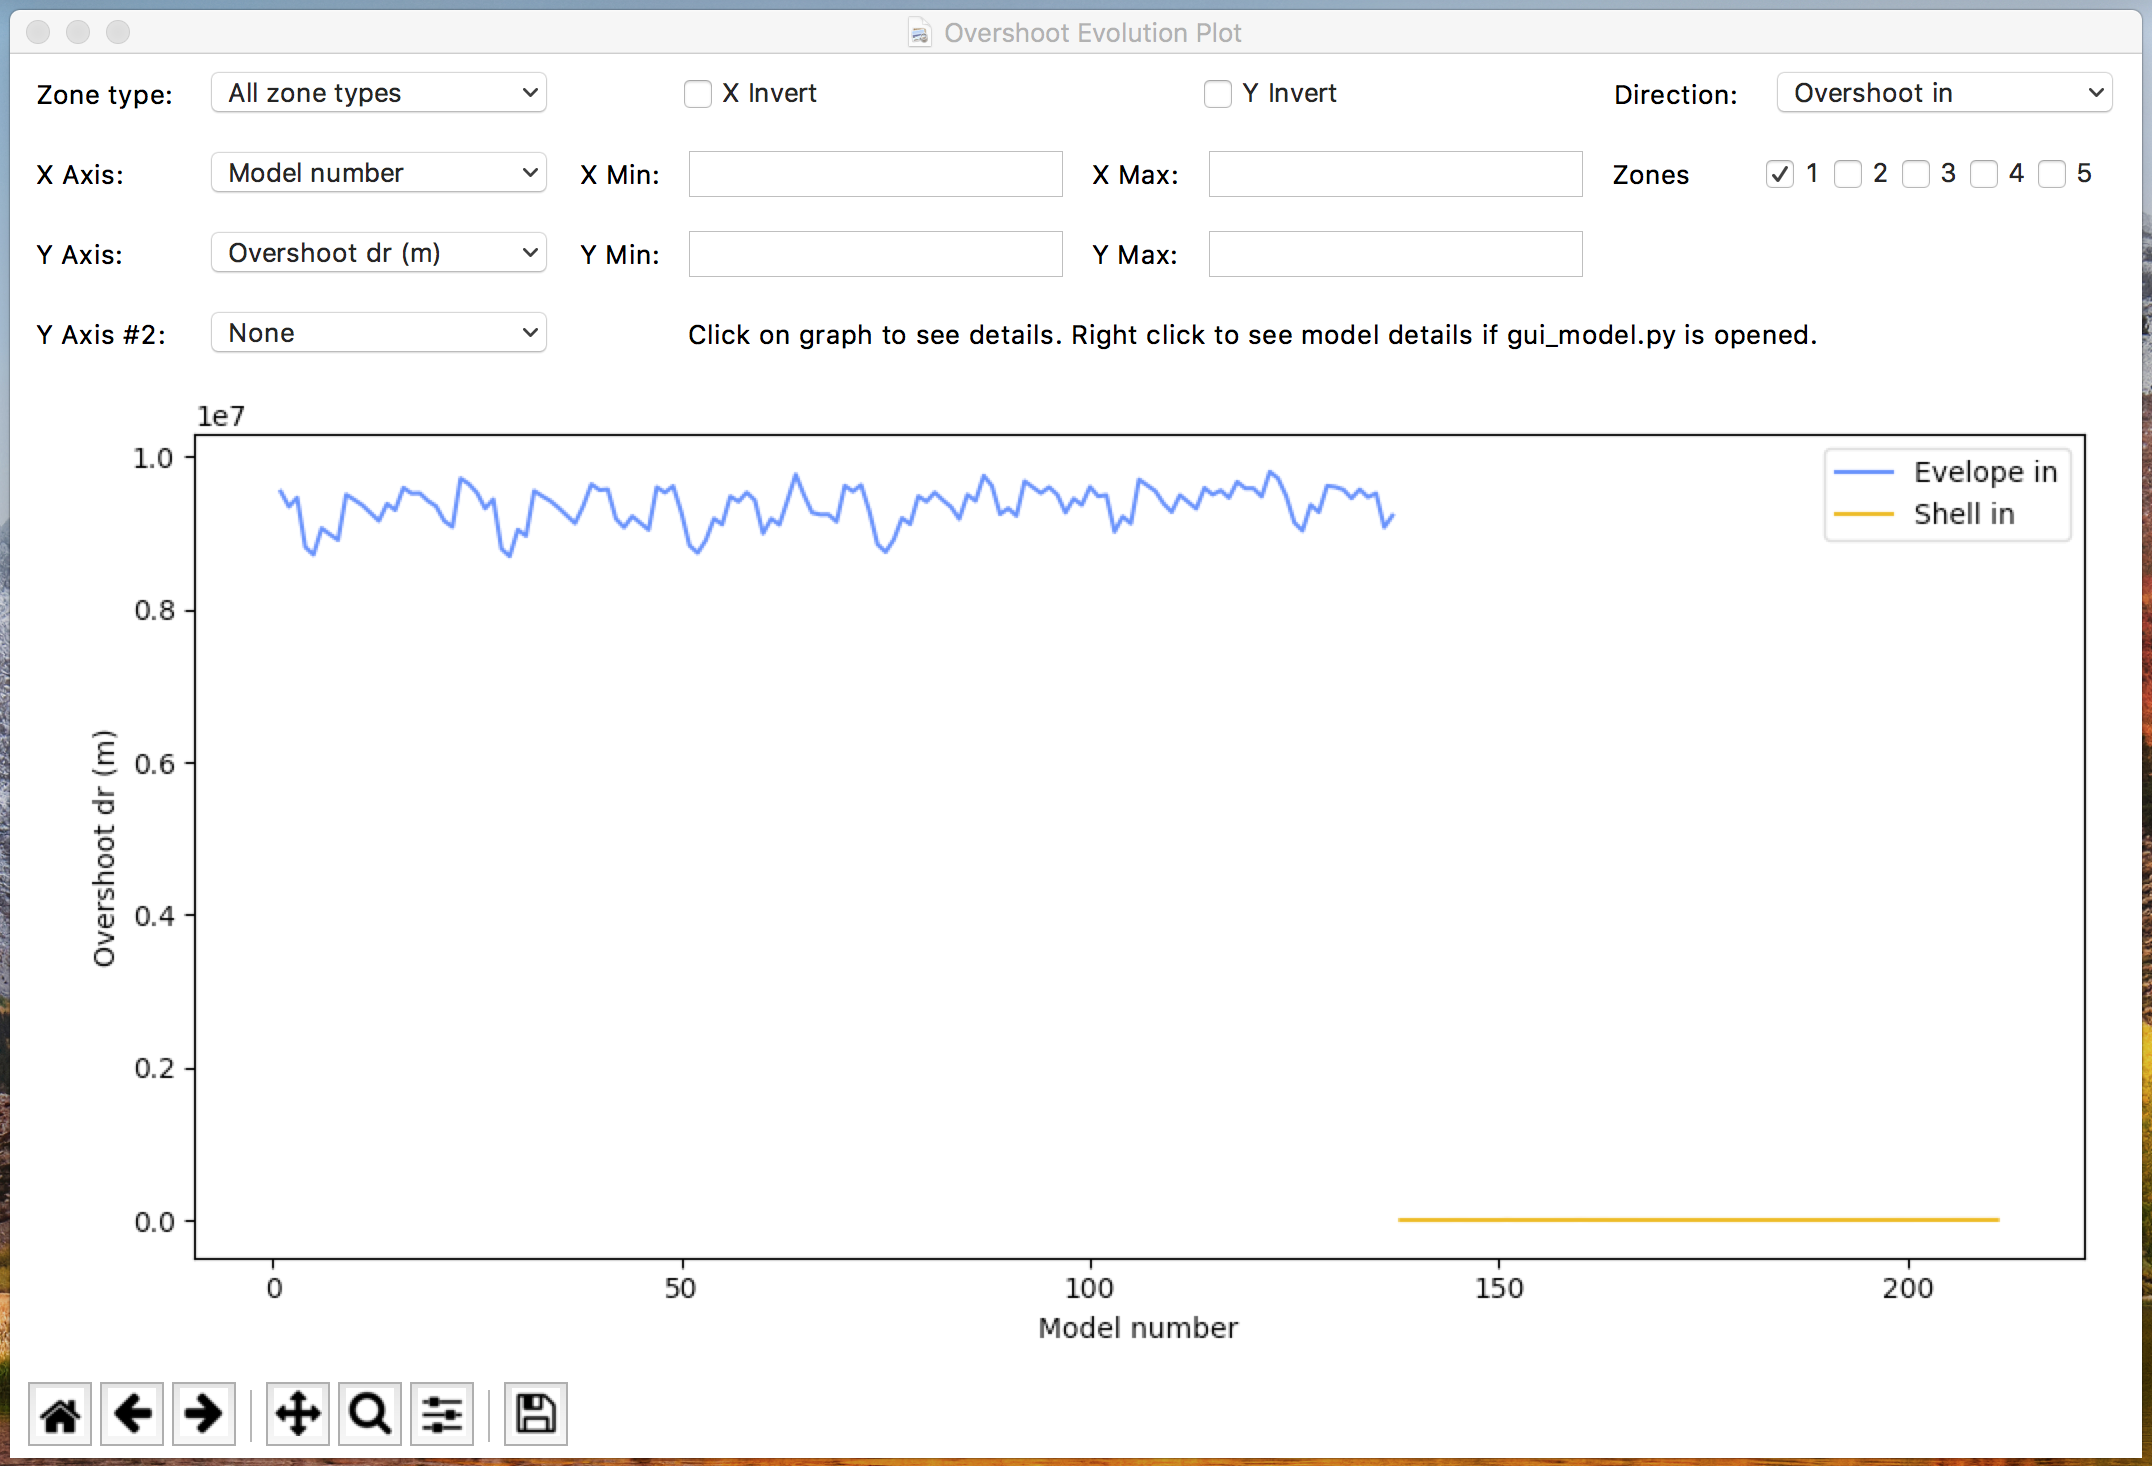 Overshoot Evolution Plot
Zone type: All zone types X Invert Y Invert Direction: Overshoot in
X Axis: Model number X Min: X Max: Zones 1 2 3 4 5
Y Axis: Overshoot dr (m) Y Min: Y Max:
Y Axis #2: None Click on graph to see details. Right click to see model details if gui_model.py is opened.
1e7
1.0
0.8
0.6
0.4
0.2
0.0
Overshoot dr (m)
Evelope in
Shell in
0 50 100 150 200
Model number